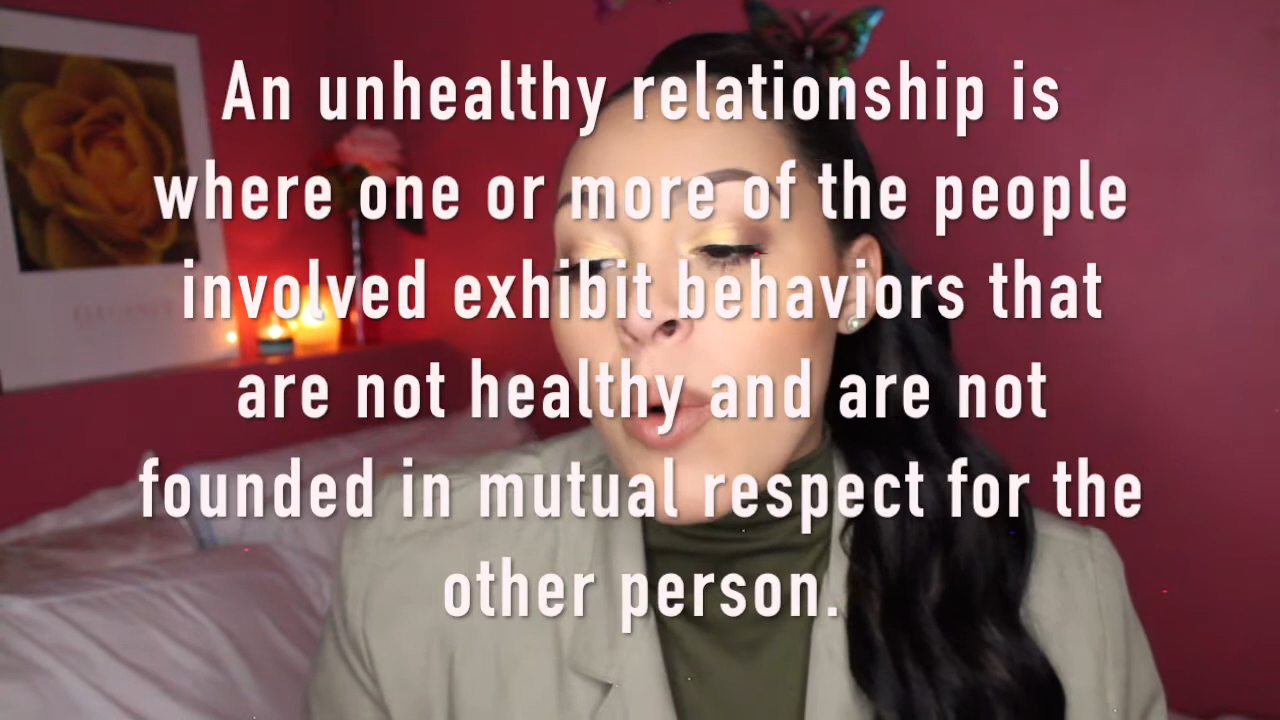 An unhealthy relationship is
where one or more of the people
involved exhibit behaviors that
are not healthy and are not
founded in mutual respect for the
other person.